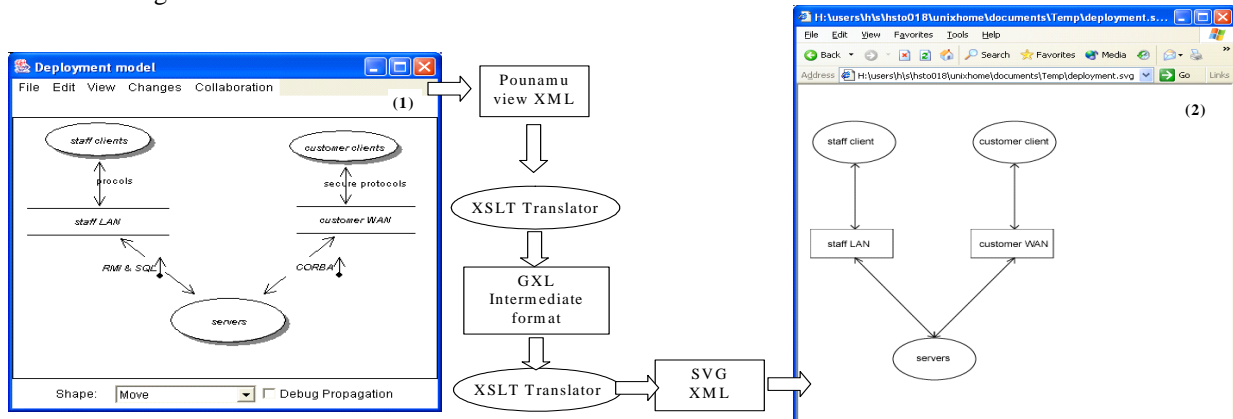 Deployment model
File Edit View Changes Collaboration
(1)
staff clients
customer clients
procols
secure protocols
staff LAN
customer WAN
RMI & SQL
CORBA
servers
Shape: Move Debug Propagation
Pounamu
view XML
XSLT Translator
GXL
Intermediate
format
XSLT Translator
SVG
XML
H:\users\h\s\hsto018\unixhome\documents\Temp\deployment.s...
File Edit View Favorites Tools Help
Back Search Favorites Media
Address H:\users\h\s\hsto018\unixhome\documents\Temp\deployment.svg Go Links
(2)
staff client
customer client
staff LAN
customer WAN
servers